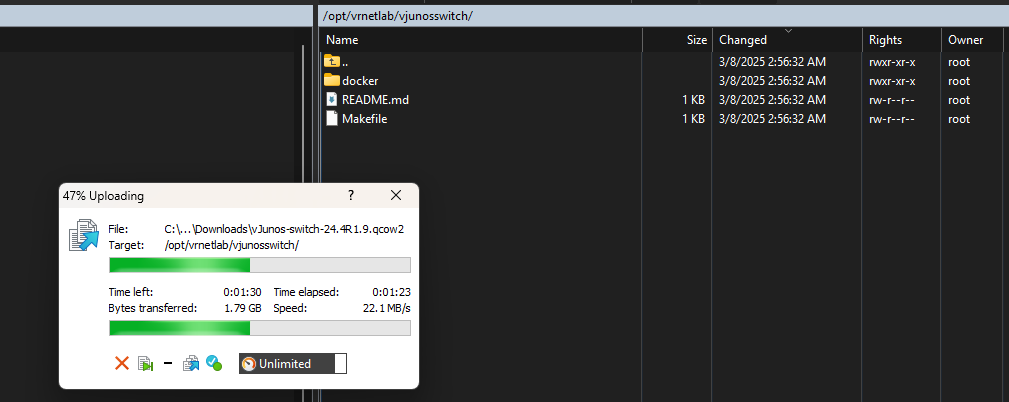 /opt/vrnetlab/vjunosswitch/
Name Size Changed Rights Owner
.. 3/8/2025 2:56:32 AM rwxr-xr-x root
docker 3/8/2025 2:56:32 AM rwxr-xr-x root
README.md 1 KB 3/8/2025 2:56:32 AM rw-r--r-- root
Makefile 1 KB 3/8/2025 2:56:32 AM rw-r--r-- root
47% Uploading ?
File: C:\...\Downloads\vJunos-switch-24.4R1.9.qcow2
Target: /opt/vrnetlab/vjunosswitch/
Time left: 0:01:30 Time elapsed: 0:01:23
Bytes transferred: 1.79 GB Speed: 22.1 MB/s
Unlimited